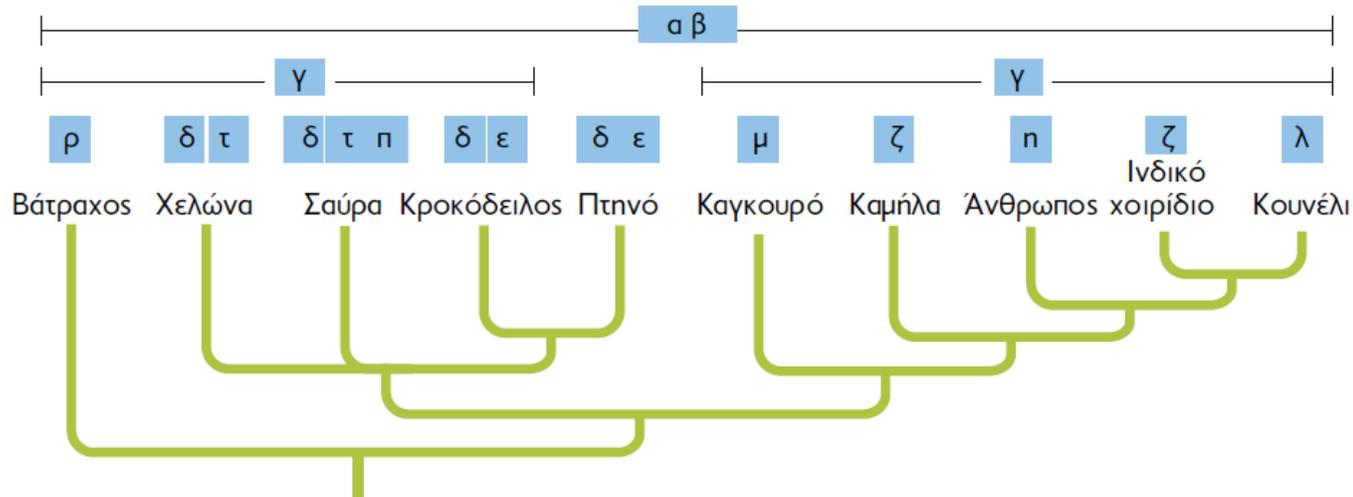 α β
γ γ
ρ δ τ δ τ π δ ε δ ε μ ζ η ζ λ
Βάτραχος Χελώνα Σαύρα Κροκόδειλος Πτηνό Καγκουρό Καμήλα Άνθρωπος Ινδικό χοιρίδιο Κουνέλι